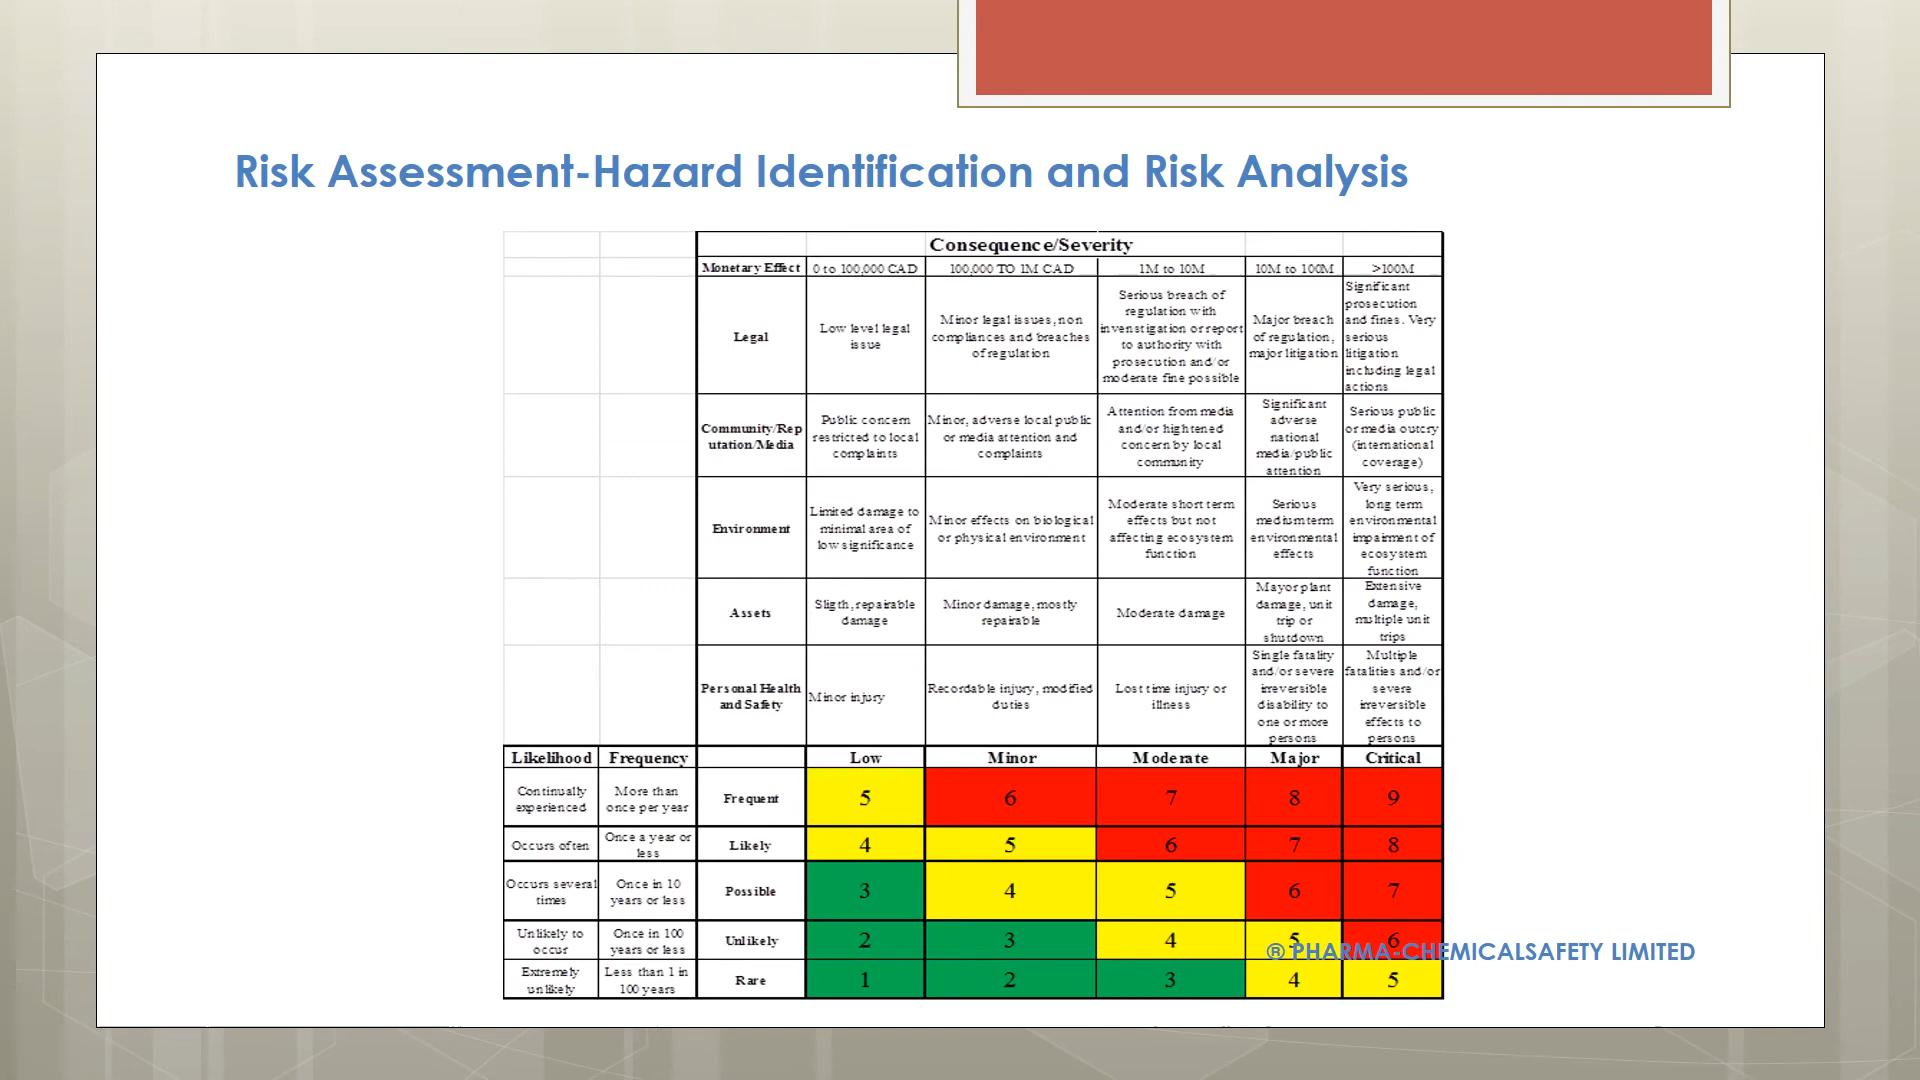 Risk Assessment-Hazard Identification and Risk Analysis
Consequence/Severity
Monetary Effect 0 to 100,000 CAD 100,000 TO 1M CAD 1M to 10M 10M to 100M >100M
Legal
Low level legal
issue
Minor legal issues, non
compliances and breaches
of regulation
Serious breach of
regulation with
invenstigation or report
to authority with
prosecution and/or
moderate fine possible
Major breach
of regulation,
major litigation
Significant
prosecution
and fines. Very
serious
litigation
including legal
actions
Community/Rep
utation/Media
Public concern
restricted to local
complaints
Minor, adverse local public
or media attention and
complaints
Attention from media
and/or hightened
concern by local
community
Significant
adverse
national
media/public
attention
Serious public
or media outcry
(international
coverage)
Environment
Limited damage to
minimal area of
low significance
Minor effects on biological
or physical environment
Moderate short term
effects but not
affecting ecosystem
function
Serious
medium term
environmental
effects
Very serious,
long term
environmental
impairment of
ecosystem
function
Assets
Sligth, repairable
damage
Minor damage, mostly
repairable
Moderate damage
Mayor plant
damage, unit
trip or
shutdown
Extensive
damage,
multiple unit
trips
Personal Health
and Safety
Minor injury
Recordable injury, modified
duties
Lost time injury or
illness
Single fatality
and/or severe
irreversible
disability to
one or more
persons
Multiple
fatalities and/or
severe
irreversible
effects to
persons
Likelihood Frequency Low Minor Moderate Major Critical
Continually
experienced
More than
once per year
Frequent 5 6 7 8 9
Occurs often
Once a year or
less
Likely 4 5 6 7 8
Occurs several
times
Once in 10
years or less
Possible 3 4 5 6 7
Unlikely to
occur
Once in 100
years or less
Unlikely 2 3 4 5 6
® PHARMA-CHEMICALSAFETY LIMITED
Extremely
unlikely
Less than 1 in
100 years
Rare 1 2 3 4 5